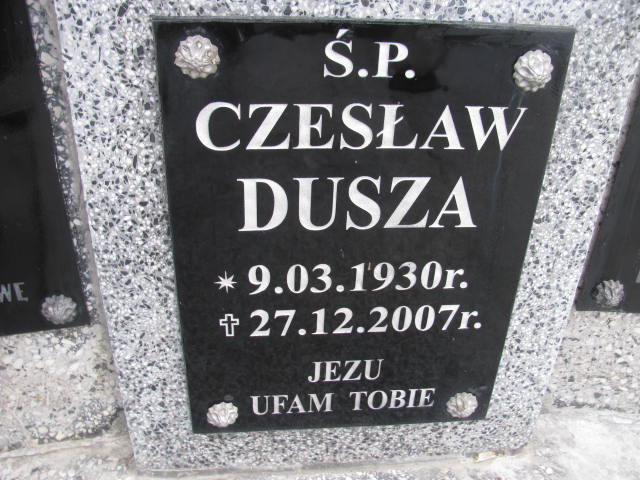 Ś.P.
CZESŁAW
DUSZA
✷ 9.03.1930r.
✝ 27.12.2007r.
JEZU
UFAM TOBIE